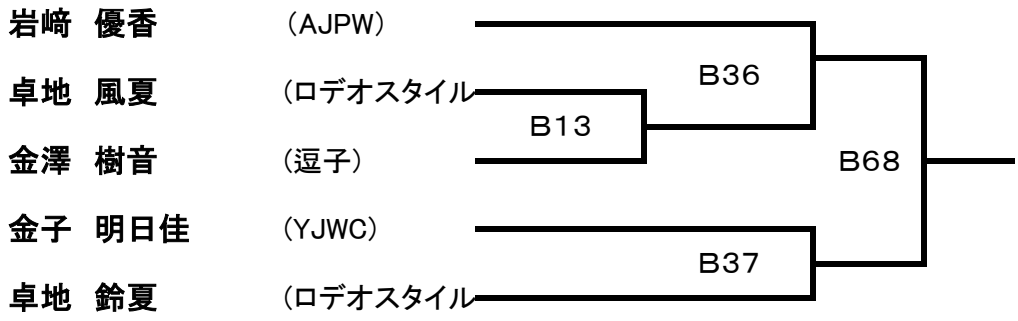 岩﨑 優香 (AJPW)
B36
卓地 風夏 (ロデオスタイル
B13
金澤 樹音 (逗子)
B68
金子 明日佳 (YJWC)
B37
卓地 鈴夏 (ロデオスタイル